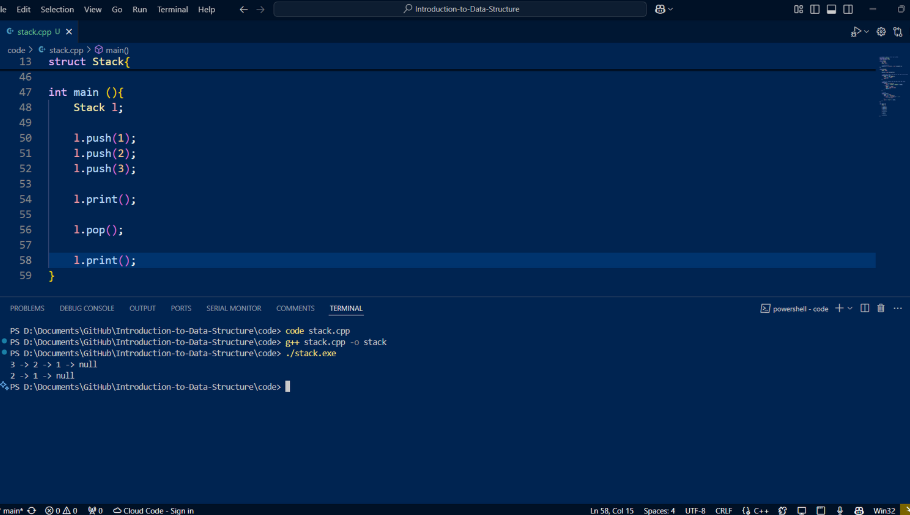 le Edit Selection View Go Run Terminal Help Introduction-to-Data-Structure
stack.cpp U
code > stack.cpp > main()
13 struct Stack{
46
47 int main (){
48 Stack l;
49
50 l.push(1);
51 l.push(2);
52 l.push(3);
53
54 l.print();
55
56 l.pop();
57
58 l.print();
59 }
PROBLEMS DEBUG CONSOLE OUTPUT PORTS SERIAL MONITOR COMMENTS TERMINAL powershell - code
PS D:\Documents\GitHub\Introduction-to-Data-Structure\code> code stack.cpp
PS D:\Documents\GitHub\Introduction-to-Data-Structure\code> g++ stack.cpp -o stack
PS D:\Documents\GitHub\Introduction-to-Data-Structure\code> ./stack.exe
3 -> 2 -> 1 -> null
2 -> 1 -> null
PS D:\Documents\GitHub\Introduction-to-Data-Structure\code>
main* 0 0 0 Cloud Code - Sign in Ln 58, Col 15 Spaces: 4 UTF-8 CRLF {} C++ Win32